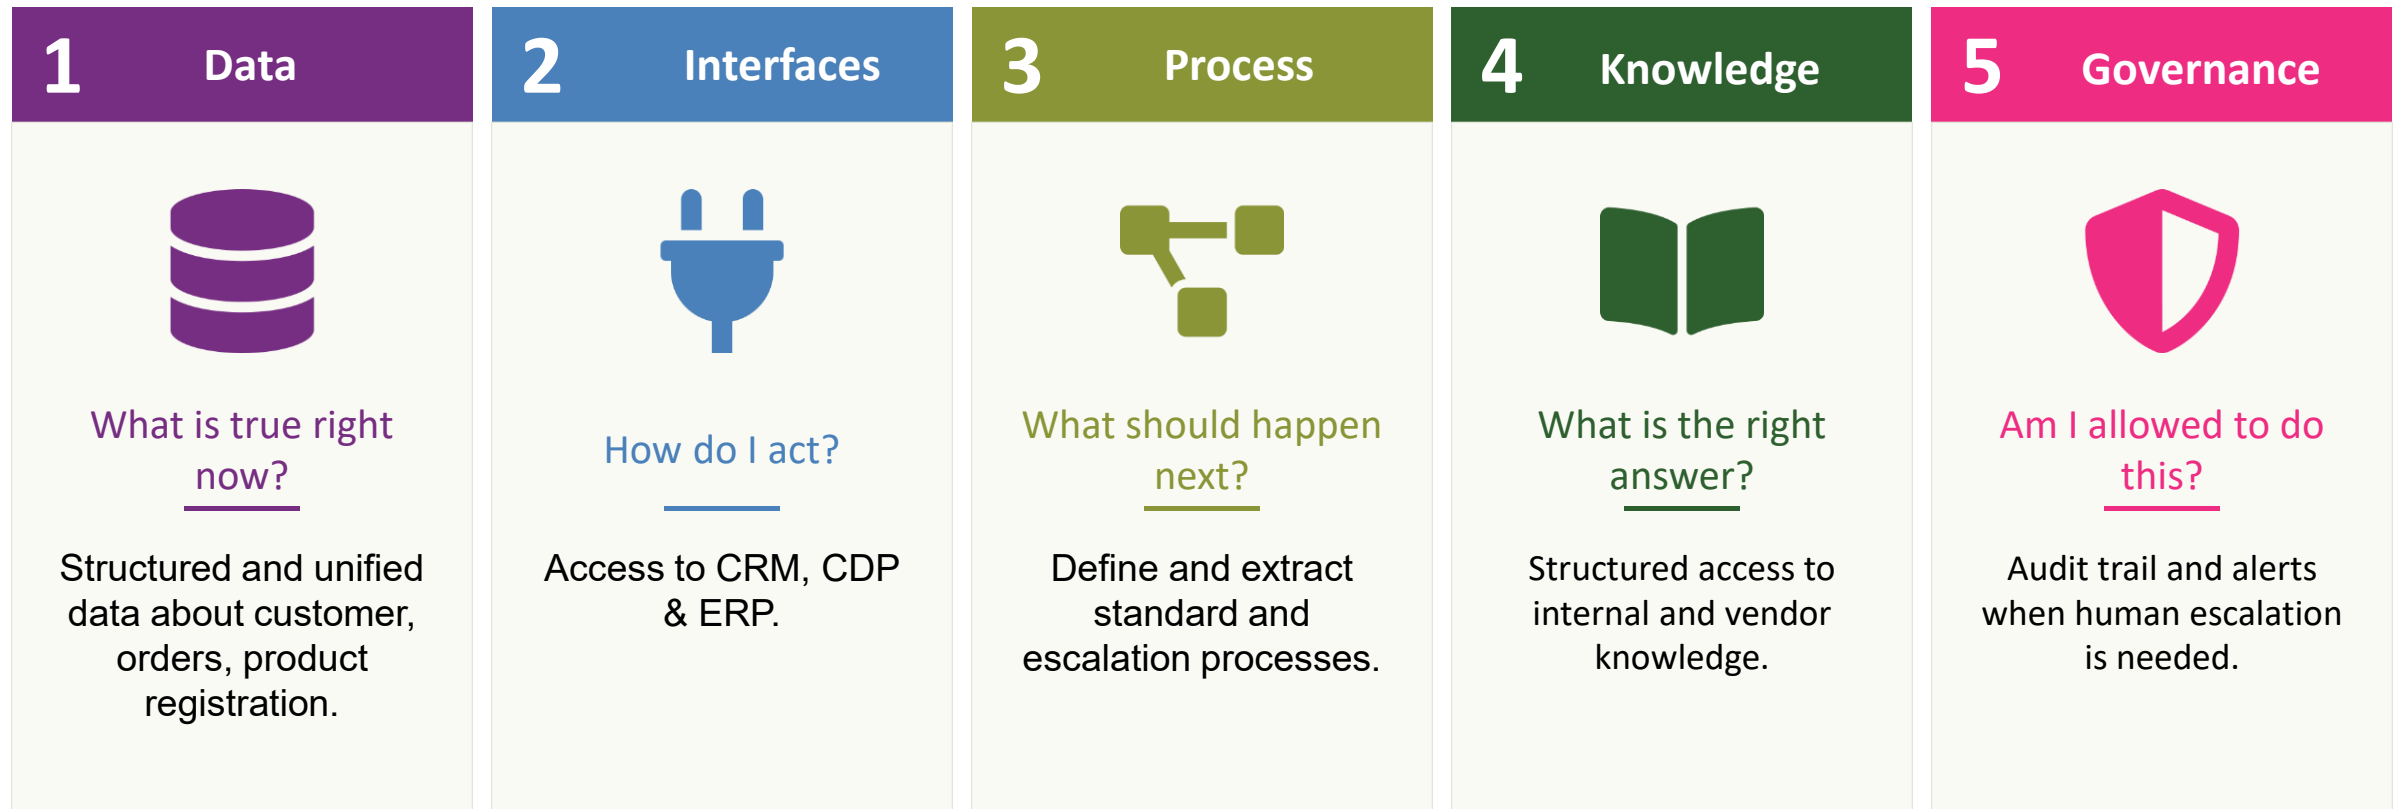 1 Data
What is true right
now?
Structured and unified
data about customer,
orders, product
registration.
2 Interfaces
How do I act?
Access to CRM, CDP
& ERP.
3 Process
What should happen
next?
Define and extract
standard and
escalation processes.
4 Knowledge
What is the right
answer?
Structured access to
internal and vendor
knowledge.
5 Governance
Am I allowed to do
this?
Audit trail and alerts
when human escalation
is needed.